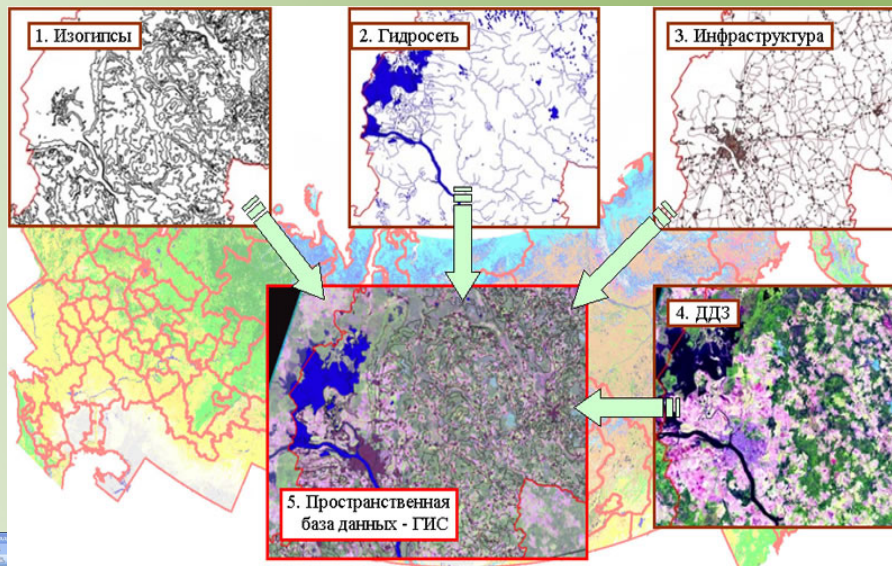 1. Изогипсы
2. Гидросеть
3. Инфраструктура
4. ДДЗ
5. Пространственная
база данных - ГИС